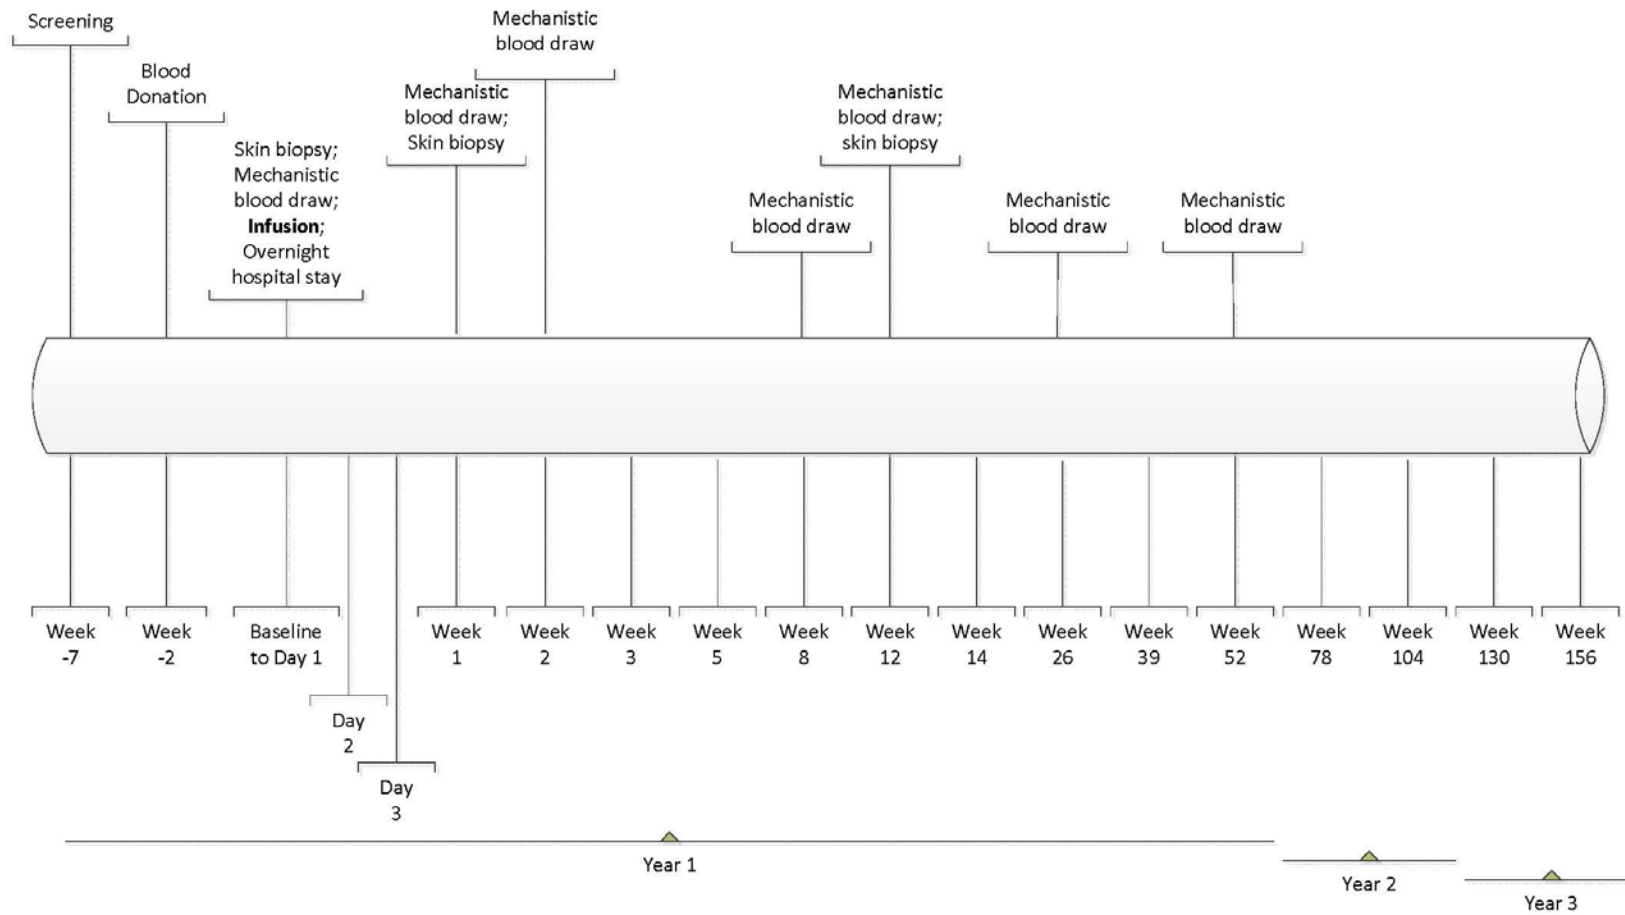 Screening
Blood
Donation
Skin biopsy;
Mechanistic
blood draw;
Infusion;
Overnight
hospital stay
Mechanistic
blood draw;
Skin biopsy
Mechanistic
blood draw
Mechanistic
blood draw
Mechanistic
blood draw;
skin biopsy
Mechanistic
blood draw
Mechanistic
blood draw
Week
-7
Week
-2
Baseline
to Day 1
Day
2
Day
3
Week
1
Week
2
Week
3
Week
5
Week
8
Week
12
Week
14
Week
26
Week
39
Week
52
Week
78
Week
104
Week
130
Week
156
Year 1
Year 2
Year 3